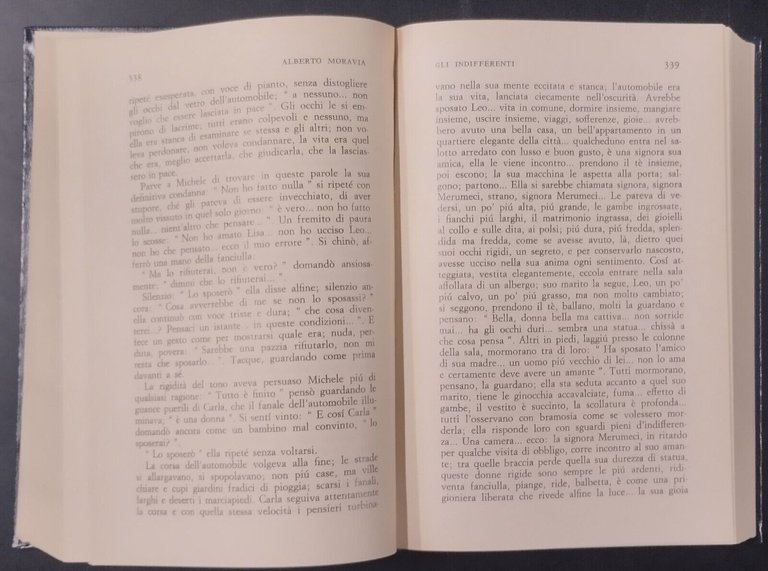 338
ALBERTO MORAVIA
ripeté esasperata, con voce di pianto, senza distogliere
gli occhi dal vetro dell'automobile; " a nessuno... non
voglio che essere lasciata in pace ". Gli occhi le si em-
pirono di lacrime; tutti erano colpevoli e nessuno, ma
ella era stanca di esaminare se stessa e gli altri; non vo-
leva perdonare, non voleva condannare, la vita era quel
che era, meglio accettarla, che giudicarla, che la lascias-
sero in pace.
Parve a Michele di trovare in queste parole la sua
definitiva condanna. " Non ho fatto nulla " si ripeté con
stupore, ché gli pareva di essere invecchiato, di aver
molto vissuto in quel solo giorno; " è vero... non ho fatto
nulla... nient'altro che pensare... ". Un fremito di paura
lo scosse. " Non ho amato Lisa... non ho ucciso Leo...
non ho che pensato... ecco il mio errore ". Si chinò, af-
ferrò una mano della fanciulla:
" Ma lo rifiuterai, non è vero? " domandò ansiosa-
mente; " dimmi che lo rifiuterai... "
Silenzio: " Lo sposerò " ella disse alfine; silenzio an-
cora: " Cosa avverrebbe di me se non lo sposassi? "
ella continuò con voce triste e dura; " che cosa diven-
terei...? Pensaci un istante... in queste condizioni... ". E
fece un gesto come per mostrarsi quale era; nuda, per-
duta, povera: " Sarebbe una pazzia rifiutarlo, non mi
resta che sposarlo... ". Tacque, guardando come prima
davanti a sé.
La rigidità del tono aveva persuaso Michele piú di
qualsiasi ragione: " Tutto è finito " pensò guardando le
guance puerili di Carla, che il fanale dell'automobile illu-
minava; " è una donna ". Si sentí vinto: " E cosí Carla "
domandò ancora come un bambino mal convinto, " lo
sposerai? ".
" Lo sposerò " ella ripeté senza voltarsi.
La corsa dell'automobile volgeva alla fine; le strade
si allargavano, si spopolavano; non piú case, ma ville
chiare e cupi giardini fradici di pioggia; scarsi i fanali,
larghi e deserti i marciapiedi. Carla seguiva attentamente
la corsa e con quella stessa velocità i pensieri turbina-
GLI INDIFFERENTI
339
vano nella sua mente eccitata e stanca; l'automobile era
la sua vita, lanciata ciecamente nell'oscurità. Avrebbe
sposato Leo... vita in comune, dormire insieme, mangiare
insieme, uscire insieme, viaggi, sofferenze, gioie... avreb-
bero avuto una bella casa, un bell'appartamento in un
quartiere elegante della città... qualcheduno entra nel sa-
lotto arredato con lusso e buon gusto, è una signora sua
amica, ella le viene incontro... prendono il tè insieme,
poi escono; la sua macchina le aspetta alla porta; sal-
gono; partono... Ella si sarebbe chiamata signora, signora
Merumeci, strano, signora Merumeci... Le pareva di ve-
dersi, un po' piú alta, piú grande, le gambe ingrossate,
i fianchi piú larghi, il matrimonio ingrassa, dei gioielli
al collo e sulle dita, ai polsi; piú dura, piú fredda, splen-
dida ma fredda, come se avesse avuto, là, dietro quei
suoi occhi rigidi, un segreto, e per conservarlo nascosto,
avesse ucciso nella sua anima ogni sentimento. Cosí at-
teggiata, vestita elegantemente, eccola entrare nella sala
affollata di un albergo; suo marito la segue, Leo, un po'
piú calvo, un po' piú grasso, ma non molto cambiato;
si seggono, prendono il tè, ballano, molti la guardano e
pensano: " Bella, donna bella ma cattiva... non sorride
mai... ha gli occhi duri... sembra una statua... chissà a
che cosa pensa ". Altri in piedi, laggiú presso le colonne
della sala, mormorano tra di loro: " Ha sposato l'amico
di sua madre... un uomo piú vecchio di lei... non lo ama
e certamente deve avere un amante ". Tutti mormorano,
pensano, la guardano; ella sta seduta accanto a quel suo
marito, tiene le ginocchia accavalciate, fuma... effetto di
gambe, il vestito è succinto, la scollatura è profonda...
tutti l'osservano con bramosia come se volessero morder-
derla; ella risponde loro con sguardi pieni d'indifferen-
za... Una camera... ecco: la signora Merumeci, in ritardo
per qualche visita di obbligo, corre incontro al suo aman-
te; tra quelle braccia perde quella sua durezza di statua,
queste donne rigide sono sempre le piú ardenti, ridi-
venta fanciulla, piange, ride, balbetta, è come una pri-
gioniera liberata che rivede alfine la luce... la sua gioia